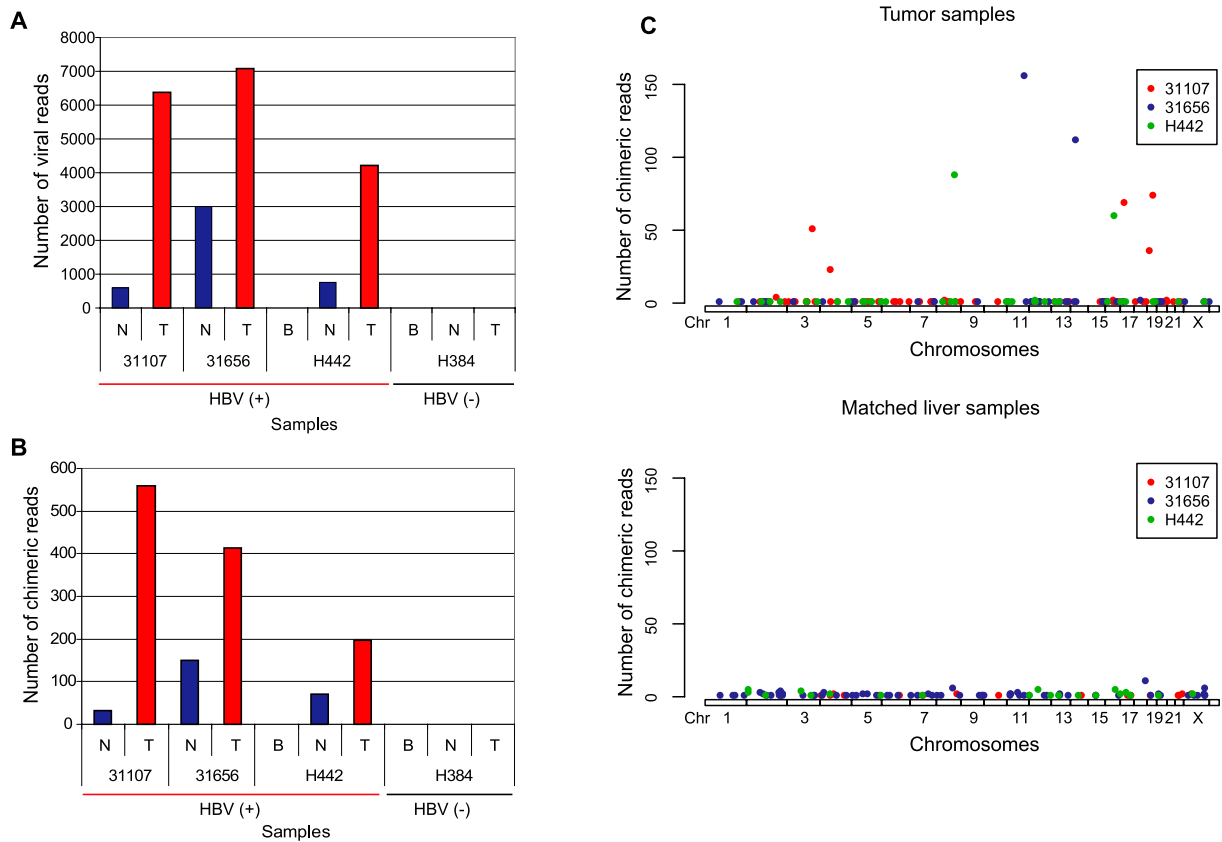 A
Number of viral reads
8000
7000
6000
5000
4000
3000
2000
1000
0
N T N T B N T B N T
31107 31656 H442 H384
HBV (+) HBV (-)
Samples
B
Number of chimeric reads
600
500
400
300
200
100
0
N T N T B N T B N T
31107 31656 H442 H384
HBV (+) HBV (-)
Samples
C
Tumor samples
Number of chimeric reads
150
100
50
0
31107
31656
H442
Chr 1 3 5 7 9 11 13 15 17 19 21 X
Chromosomes
Matched liver samples
Number of chimeric reads
150
100
50
0
31107
31656
H442
Chr 1 3 5 7 9 11 13 15 17 19 21 X
Chromosomes